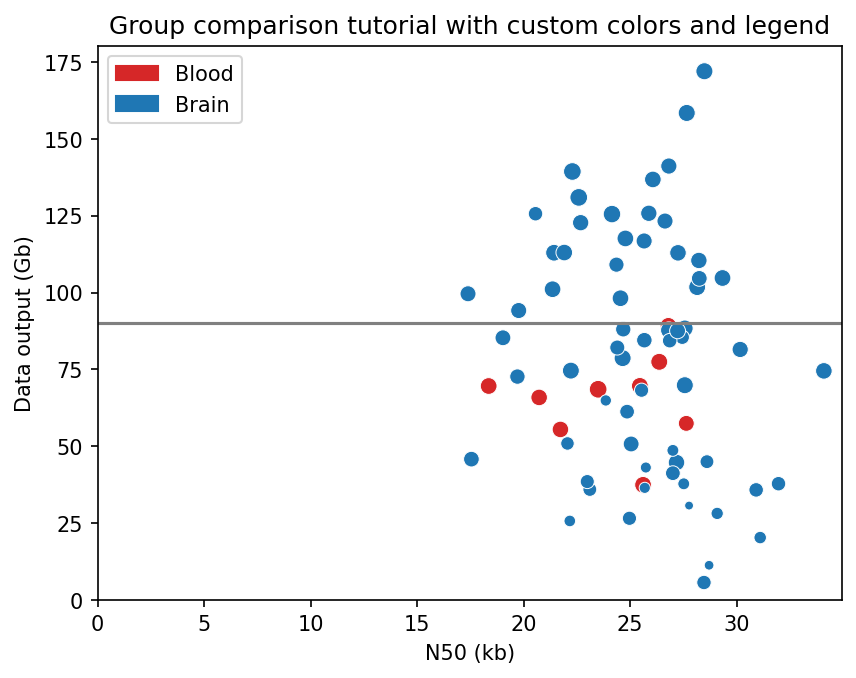 Group comparison tutorial with custom colors and legend
Blood
Brain
Data output (Gb)
175
150
125
100
75
50
25
0
0 5 10 15 20 25 30
N50 (kb)